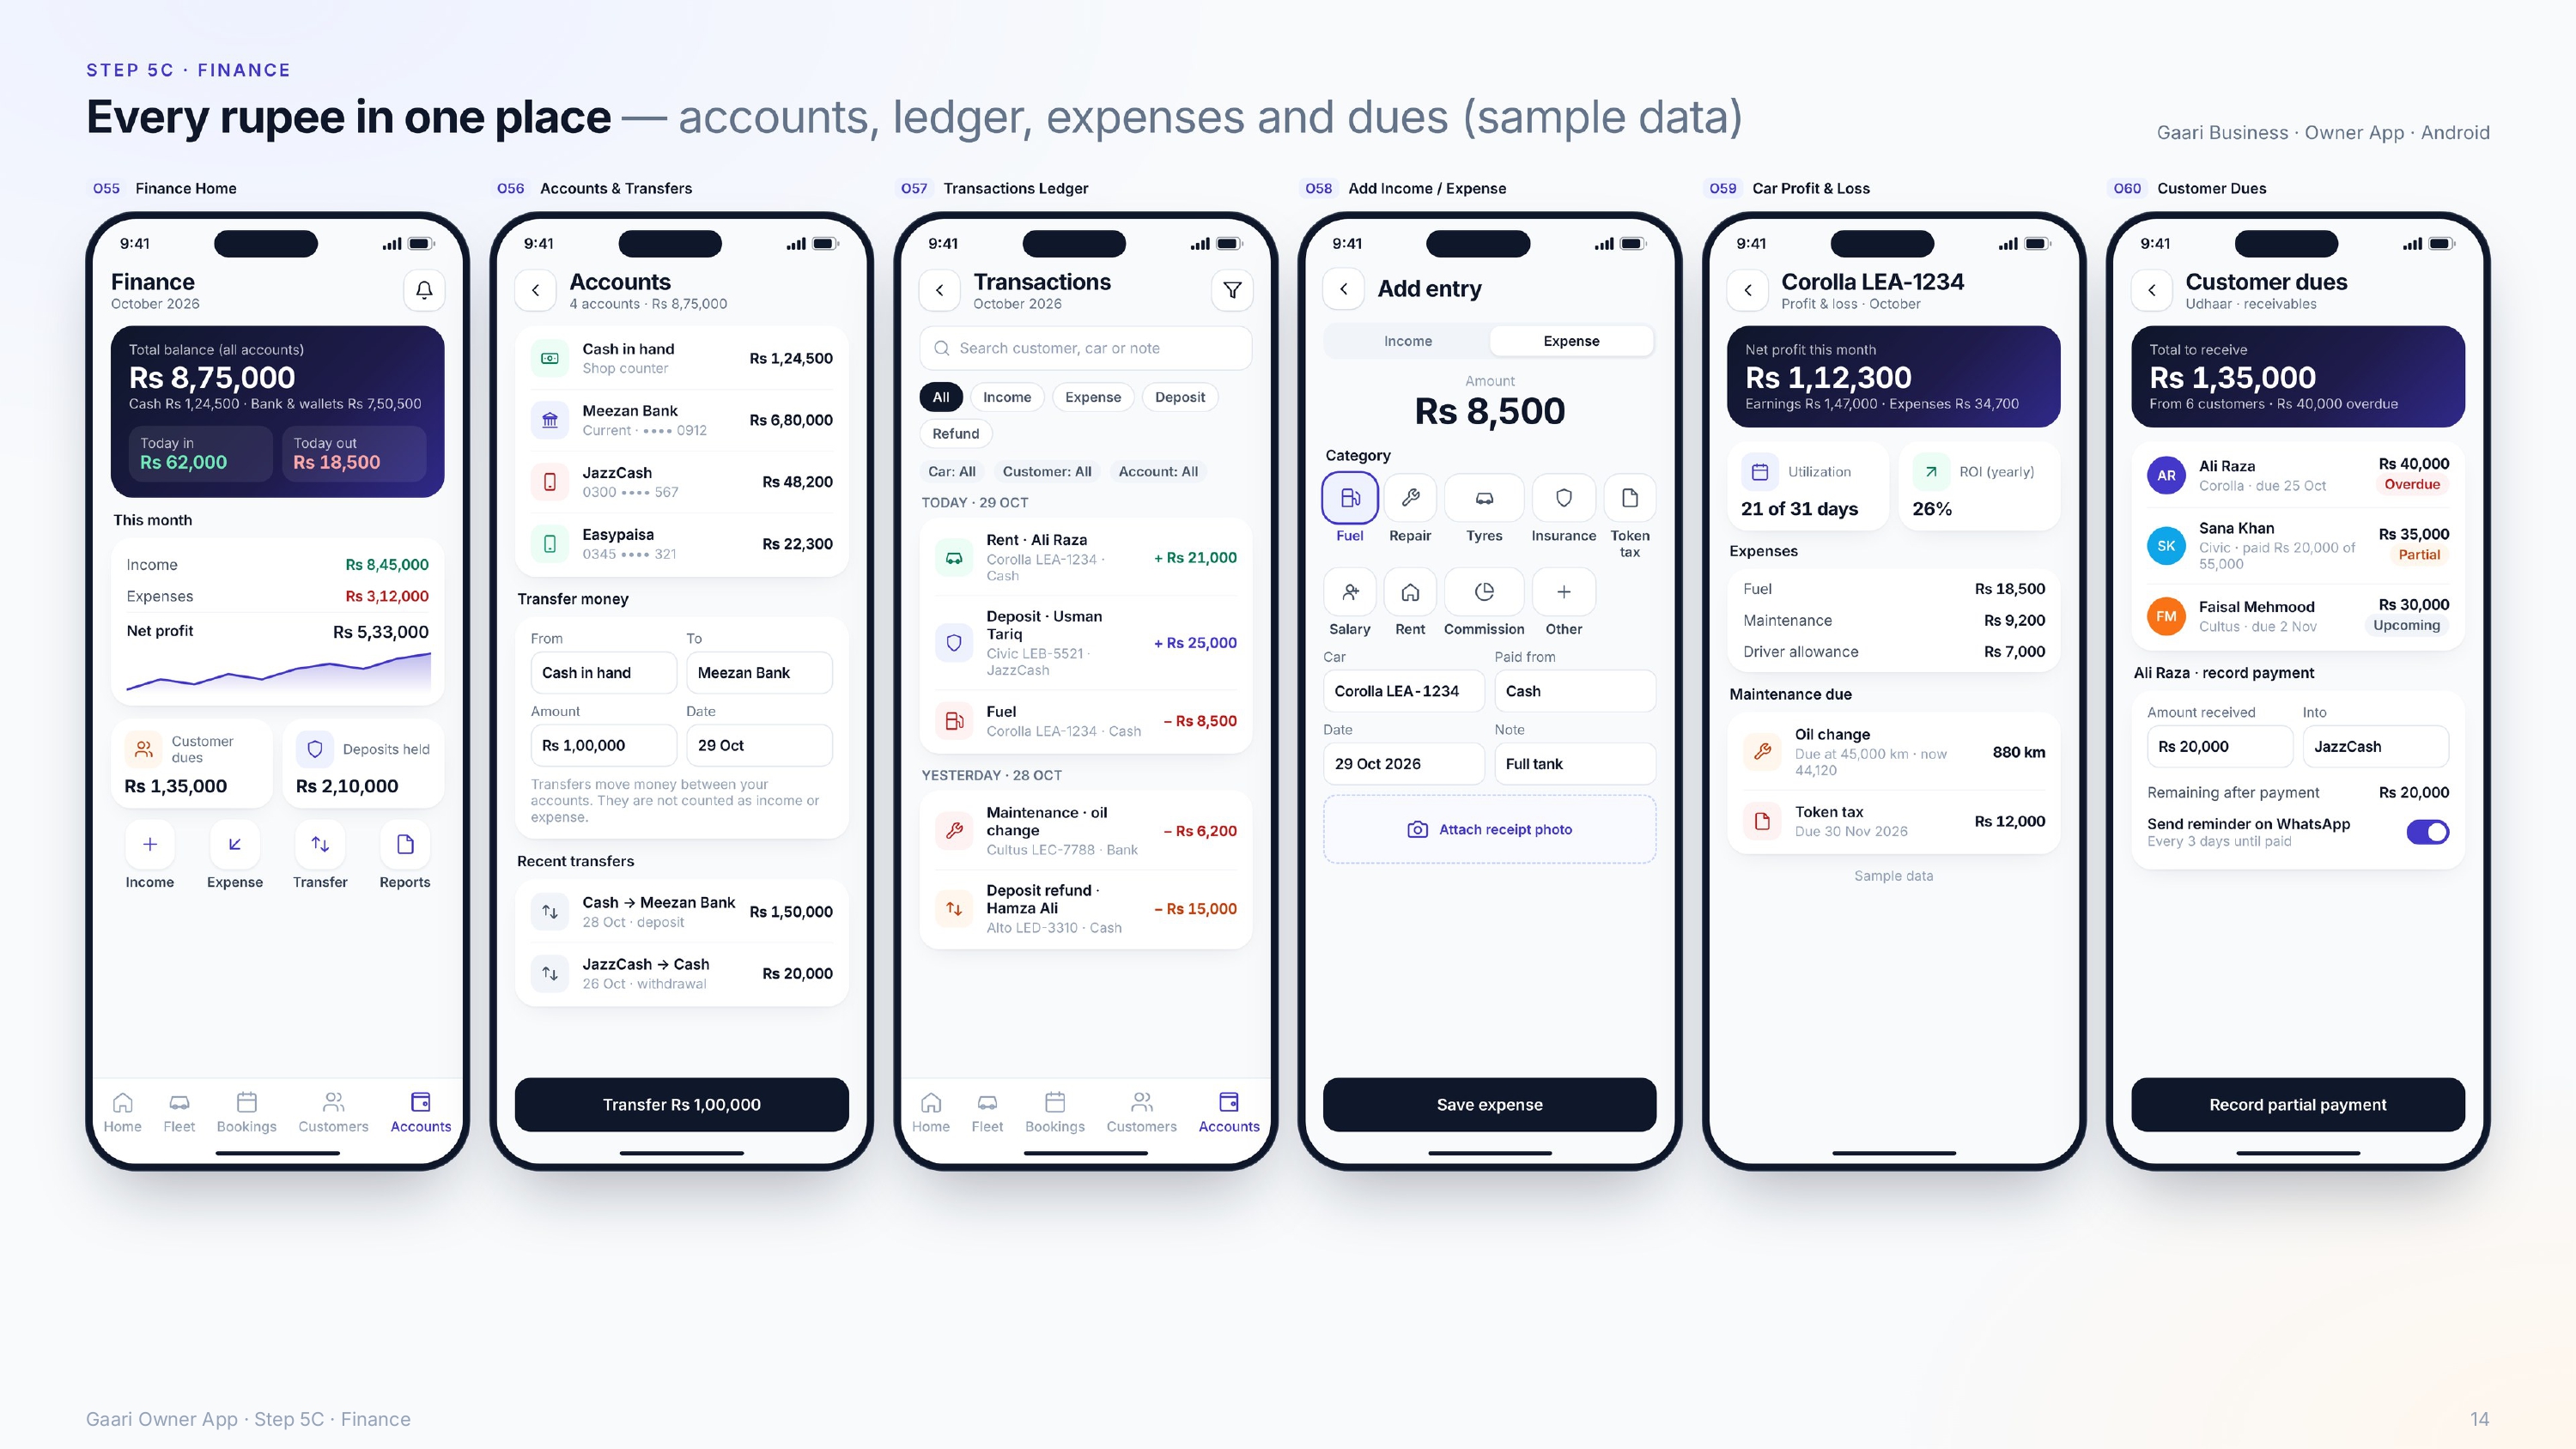 STEP 5C · FINANCE
Every rupee in one place — accounts, ledger, expenses and dues (sample data)
Gaari Business · Owner App · Android
O55 Finance Home
9:41
Finance
October 2026
Total balance (all accounts)
Rs 8,75,000
Cash Rs 1,24,500 · Bank & wallets Rs 7,50,500
Today in
Rs 62,000
Today out
Rs 18,500
This month
Income Rs 8,45,000
Expenses Rs 3,12,000
Net profit Rs 5,33,000
Customer
dues
Rs 1,35,000
Deposits held
Rs 2,10,000
Income Expense Transfer Reports
Home Fleet Bookings Customers Accounts
O56 Accounts & Transfers
9:41
Accounts
4 accounts · Rs 8,75,000
Cash in hand Rs 1,24,500
Shop counter
Meezan Bank Rs 6,80,000
Current · •••• 0912
JazzCash Rs 48,200
0300 •••• 567
Easypaisa Rs 22,300
0345 •••• 321
Transfer money
From To
Cash in hand Meezan Bank
Amount Date
Rs 1,00,000 29 Oct
Transfers move money between your
accounts. They are not counted as income or
expense.
Recent transfers
Cash → Meezan Bank Rs 1,50,000
28 Oct · deposit
JazzCash → Cash Rs 20,000
26 Oct · withdrawal
Transfer Rs 1,00,000
O57 Transactions Ledger
9:41
Transactions
October 2026
Search customer, car or note
All Income Expense Deposit
Refund
Car: All Customer: All Account: All
TODAY · 29 OCT
Rent · Ali Raza + Rs 21,000
Corolla LEA-1234 ·
Cash
Deposit · Usman
Tariq + Rs 25,000
Civic LEB-5521 ·
JazzCash
Fuel − Rs 8,500
Corolla LEA-1234 · Cash
YESTERDAY · 28 OCT
Maintenance · oil
change − Rs 6,200
Cultus LEC-7788 · Bank
Deposit refund ·
Hamza Ali − Rs 15,000
Alto LED-3310 · Cash
Home Fleet Bookings Customers Accounts
O58 Add Income / Expense
9:41
Add entry
Income Expense
Amount
Rs 8,500
Category
Fuel Repair Tyres Insurance Token
tax
Salary Rent Commission Other
Car Paid from
Corolla LEA-1234 Cash
Date Note
29 Oct 2026 Full tank
Attach receipt photo
Save expense
O59 Car Profit & Loss
9:41
Corolla LEA-1234
Profit & loss · October
Net profit this month
Rs 1,12,300
Earnings Rs 1,47,000 · Expenses Rs 34,700
Utilization
21 of 31 days
ROI (yearly)
26%
Expenses
Fuel Rs 18,500
Maintenance Rs 9,200
Driver allowance Rs 7,000
Maintenance due
Oil change 880 km
Due at 45,000 km · now
44,120
Token tax Rs 12,000
Due 30 Nov 2026
Sample data
O60 Customer Dues
9:41
Customer dues
Udhaar · receivables
Total to receive
Rs 1,35,000
From 6 customers · Rs 40,000 overdue
AR Ali Raza Rs 40,000
Corolla · due 25 Oct Overdue
SK Sana Khan Rs 35,000
Civic · paid Rs 20,000 of
55,000 Partial
FM Faisal Mehmood Rs 30,000
Cultus · due 2 Nov Upcoming
Ali Raza · record payment
Amount received Into
Rs 20,000 JazzCash
Remaining after payment Rs 20,000
Send reminder on WhatsApp
Every 3 days until paid
Record partial payment
Gaari Owner App · Step 5C · Finance
14